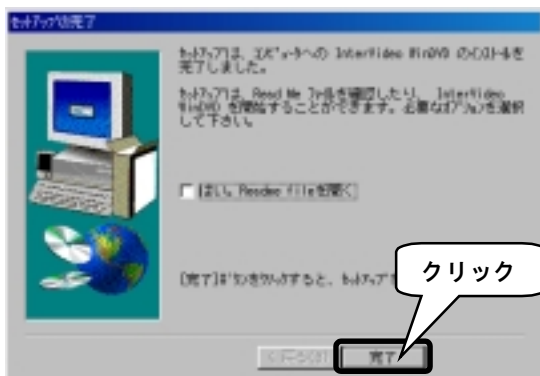 ｾｯﾄｱｯﾌﾟの完了
ｾｯﾄｱｯﾌﾟは、ｺﾝﾋﾟｭｰﾀへの InterVideo WinDVD のｲﾝｽﾄｰﾙを
完了しました。
ｾｯﾄｱｯﾌﾟは、Read Me ﾌｧｲﾙを確認したり、InterVideo
WinDVD を開始することができます。必要なｵﾌﾟｼｮﾝを選択
して下さい。
はい。Readme fileを開く
[完了]ﾎﾞﾀﾝをｸﾘｯｸすると、ｾｯﾄｱｯﾌﾟ
クリック
< 戻る(B)
完了